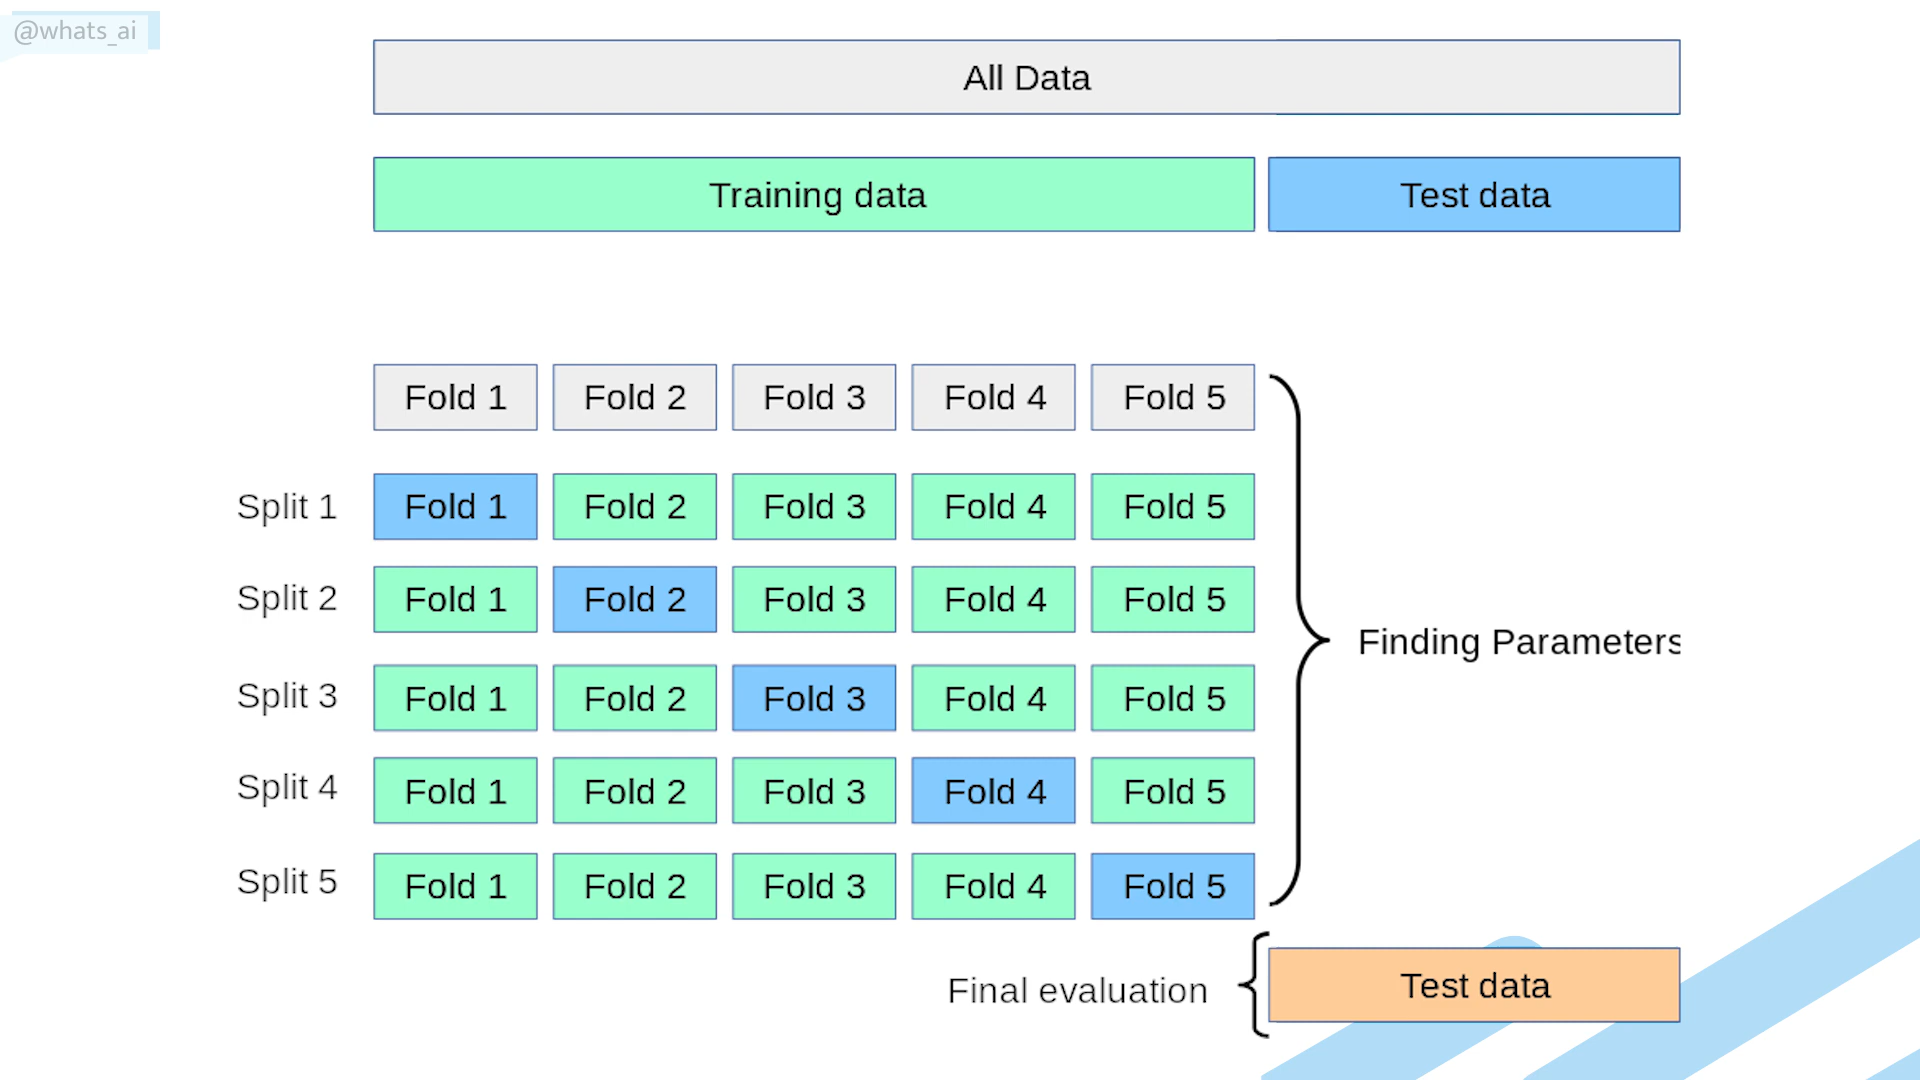 @whats_ai
All Data
Training data Test data
Fold 1 Fold 2 Fold 3 Fold 4 Fold 5
Split 1 Fold 1 Fold 2 Fold 3 Fold 4 Fold 5
Split 2 Fold 1 Fold 2 Fold 3 Fold 4 Fold 5
Finding Parameters
Split 3 Fold 1 Fold 2 Fold 3 Fold 4 Fold 5
Split 4 Fold 1 Fold 2 Fold 3 Fold 4 Fold 5
Split 5 Fold 1 Fold 2 Fold 3 Fold 4 Fold 5
Final evaluation Test data